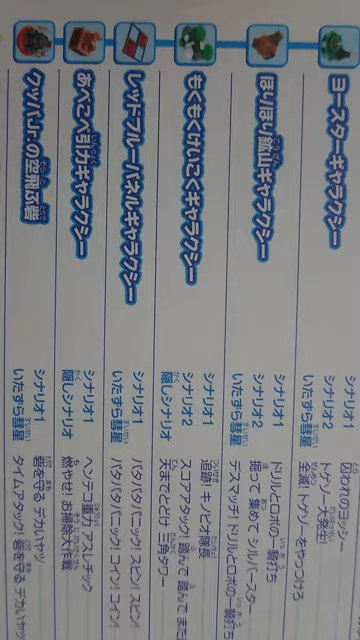 ヨースターギャラクシー
シナリオ1 囚われのヨッシー
シナリオ2 トゲゾー大発生!
いたずら彗星 全滅! トゲゾーをやっつけろ
ほりほり鉱山ギャラクシー
シナリオ1 ドリルとロボの一騎打ち
シナリオ2 掘って 集めて シルバースター
いたずら彗星 デスマッチ! ドリルとロボの一騎打ち
もくもくけいこくギャラクシー
シナリオ1 追跡! キノピオ隊長
シナリオ2 スコアアタック! 踏んで 踏んで また
隠しシナリオ 天までとどけ 三角タワー
レッドブルーパネルギャラクシー
シナリオ1 パタパタパニック! スピン! スピン!
いたずら彗星 パタパタパニック! コイン! コイン!
あべこべ引力ギャラクシー
シナリオ1 ヘンテコ重力 アスレチック
隠しシナリオ 燃やせ! お掃除大作戦
クッパJr.の空飛ぶ砦
シナリオ1 砦を守る デカいヤツ
いたずら彗星 タイムアタック! 砦を守る デカいヤツ